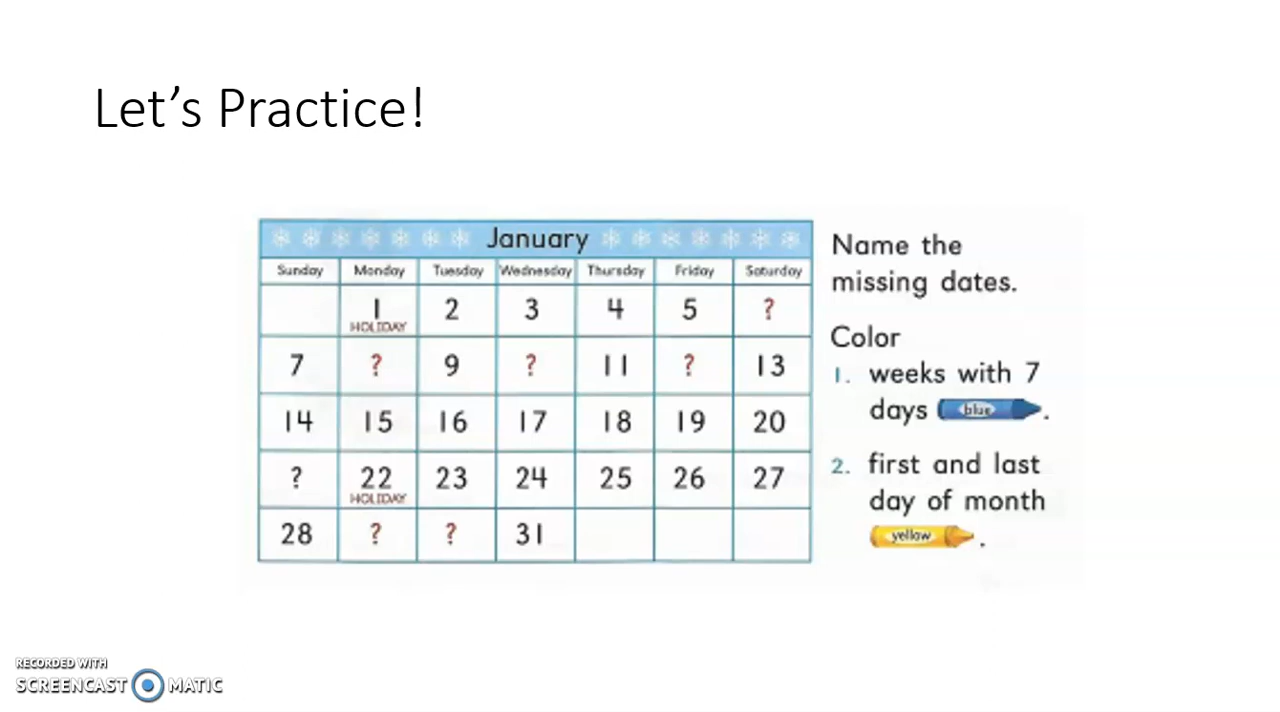 Let's Practice!
January
Sunday Monday Tuesday Wednesday Thursday Friday Saturday
1 2 3 4 5 ?
HOLIDAY
7 ? 9 ? 11 ? 13
14 15 16 17 18 19 20
? 22 23 24 25 26 27
HOLIDAY
28 ? ? 31
Name the
missing dates.
Color
1. weeks with 7
days blue.
2. first and last
day of month
yellow.
RECORDED WITH
SCREENCAST MATIC